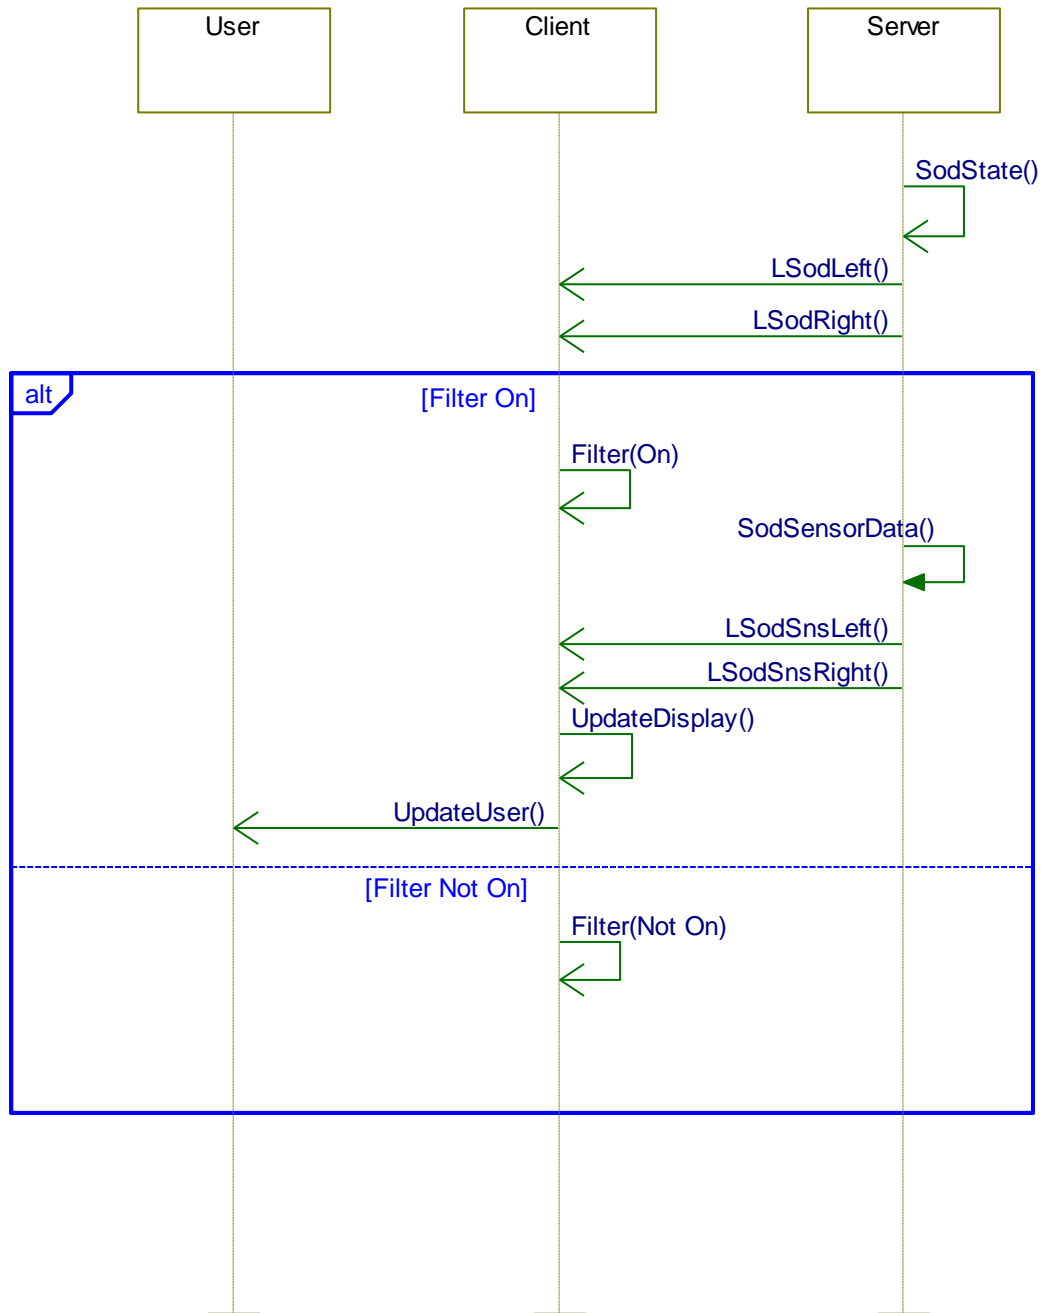 User
Client
Server
SodState()
LSodLeft()
LSodRight()
alt
[Filter On]
Filter(On)
SodSensorData()
LSodSnsLeft()
LSodSnsRight()
UpdateDisplay()
UpdateUser()
[Filter Not On]
Filter(Not On)